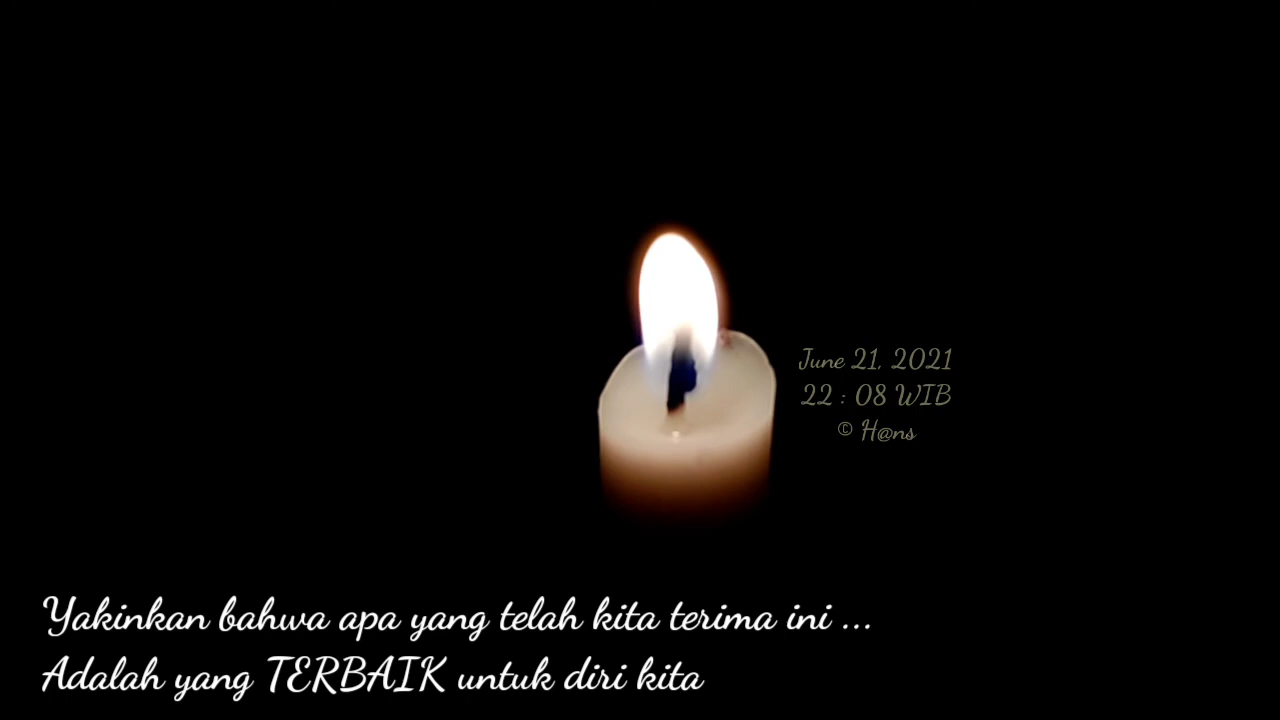 June 21, 2021
22 : 08 WIB
© H@ns
Yakinkan bahwa apa yang telah kita terima ini ...
Adalah yang TERBAIK untuk diri kita